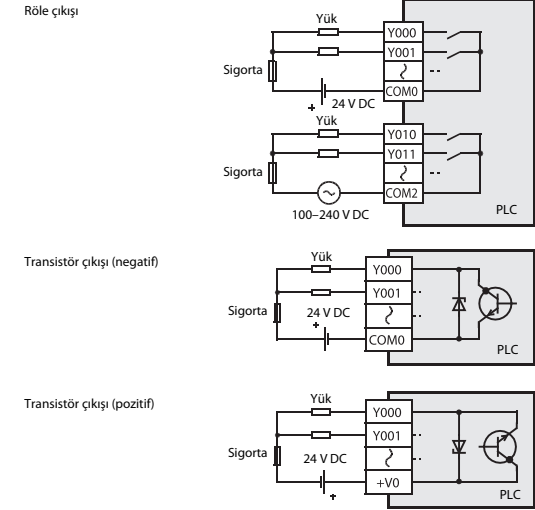 Röle çıkışı
Yük
Y000
Y001
Sigorta
COM0
+ 24 V DC
Yük
Y010
Y011
Sigorta
COM2
100–240 V DC
PLC
Transistör çıkışı (negatif)
Yük
Y000
Y001
Sigorta
24 V DC
+
COM0
PLC
Transistör çıkışı (pozitif)
Yük
Y000
Y001
Sigorta
24 V DC
+V0
+
PLC